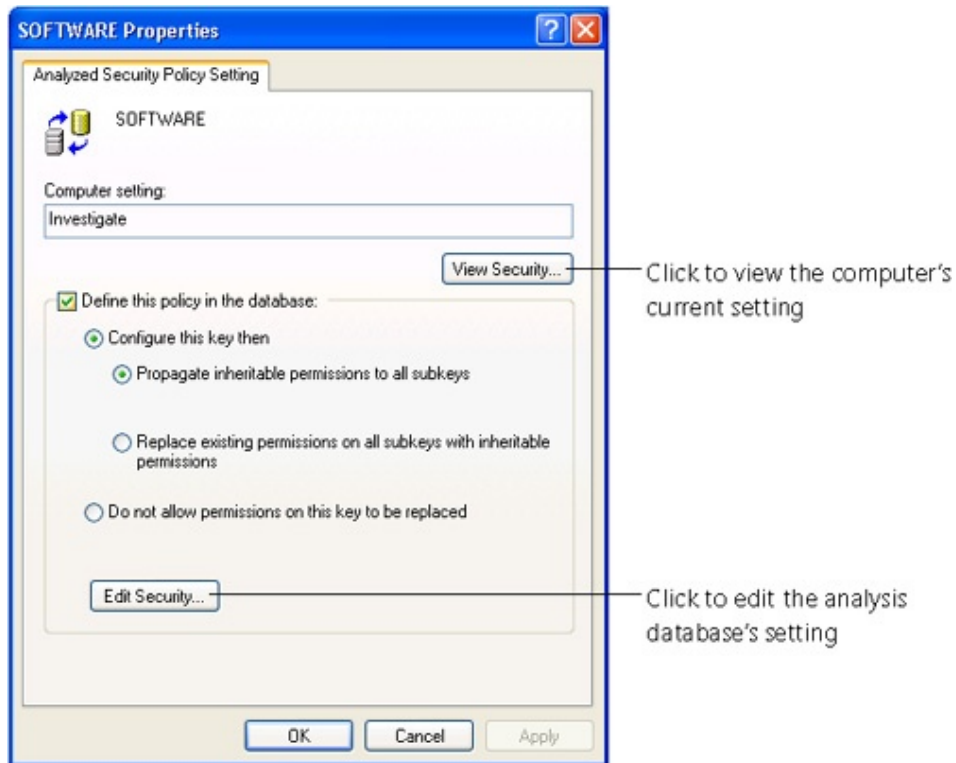 SOFTWARE Properties
Analyzed Security Policy Setting
SOFTWARE
Computer setting:
Investigate
View Security...
Click to view the computer's
current setting
Define this policy in the database:
Configure this key then
Propagate inheritable permissions to all subkeys
Replace existing permissions on all subkeys with inheritable
permissions
Do not allow permissions on this key to be replaced
Edit Security...
Click to edit the analysis
database's setting
OK Cancel Apply